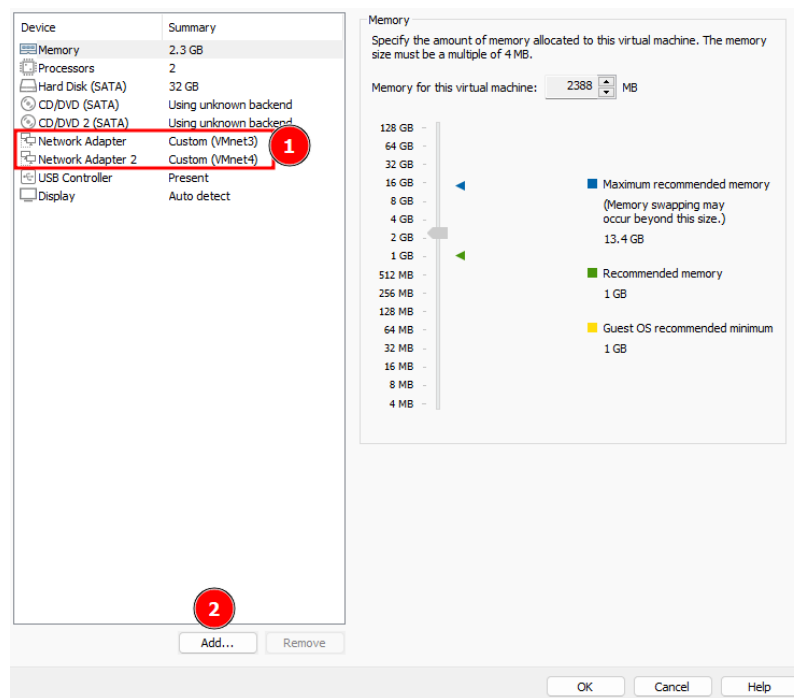 Device Summary
Memory 2.3 GB
Processors 2
Hard Disk (SATA) 32 GB
CD/DVD (SATA) Using unknown backend
CD/DVD 2 (SATA) Using unknown backend
Network Adapter Custom (VMnet3)
Network Adapter 2 Custom (VMnet4)
1
USB Controller Present
Display Auto detect
2
Add... Remove
Memory
Specify the amount of memory allocated to this virtual machine. The memory
size must be a multiple of 4 MB.
Memory for this virtual machine: 2388 MB
128 GB
64 GB
32 GB
16 GB
8 GB
4 GB
2 GB
1 GB
512 MB
256 MB
128 MB
64 MB
32 MB
16 MB
8 MB
4 MB
Maximum recommended memory
(Memory swapping may
occur beyond this size.)
13.4 GB
Recommended memory
1 GB
Guest OS recommended minimum
1 GB
OK Cancel Help